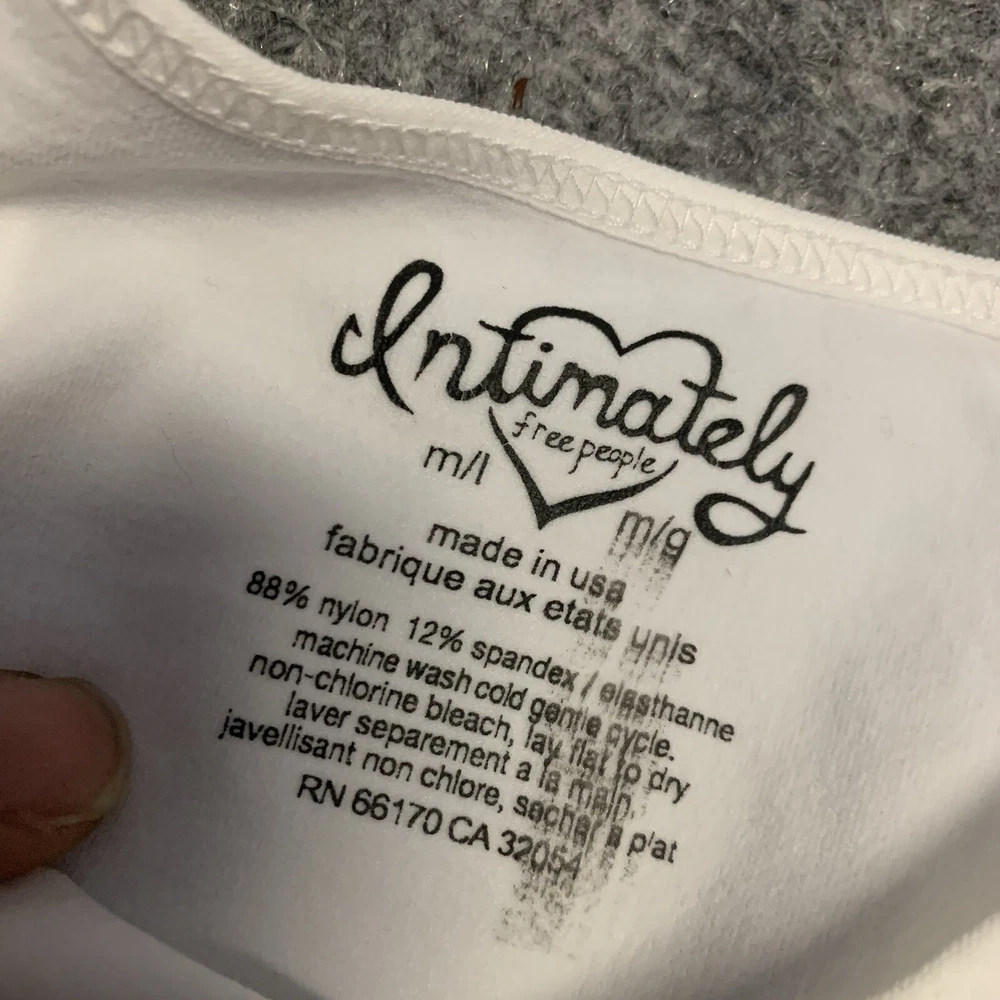 Intimately
free people
m/l m/g
made in usa
fabrique aux etats unis
88% nylon 12% spandex / elasthanne
machine wash cold gentle cycle.
non-chlorine bleach, lay flat to dry
laver separement a la main,
javellisant non chlore, secher a p'at
RN 66170 CA 32054